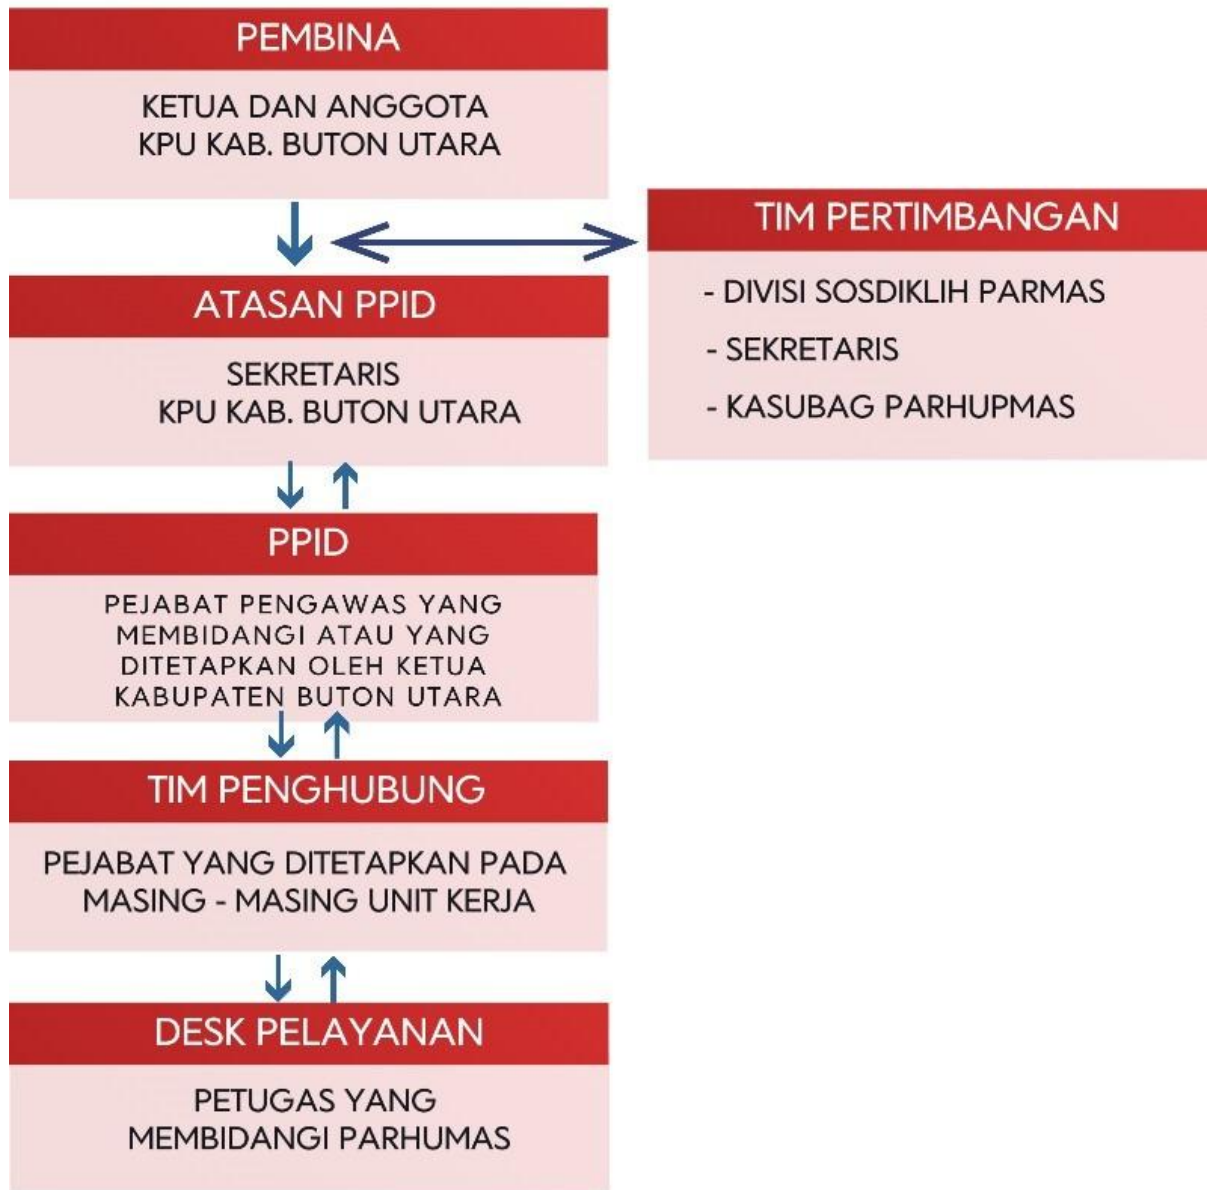 PEMBINA
KETUA DAN ANGGOTA
KPU KAB. BUTON UTARA
TIM PERTIMBANGAN
- DIVISI SOSDIKLIH PARMAS
- SEKRETARIS
- KASUBAG PARHUPMAS
ATASAN PPID
SEKRETARIS
KPU KAB. BUTON UTARA
PPID
PEJABAT PENGAWAS YANG
MEMBIDANGI ATAU YANG
DITETAPKAN OLEH KETUA
KABUPATEN BUTON UTARA
TIM PENGHUBUNG
PEJABAT YANG DITETAPKAN PADA
MASING - MASING UNIT KERJA
DESK PELAYANAN
PETUGAS YANG
MEMBIDANGI PARHUMAS